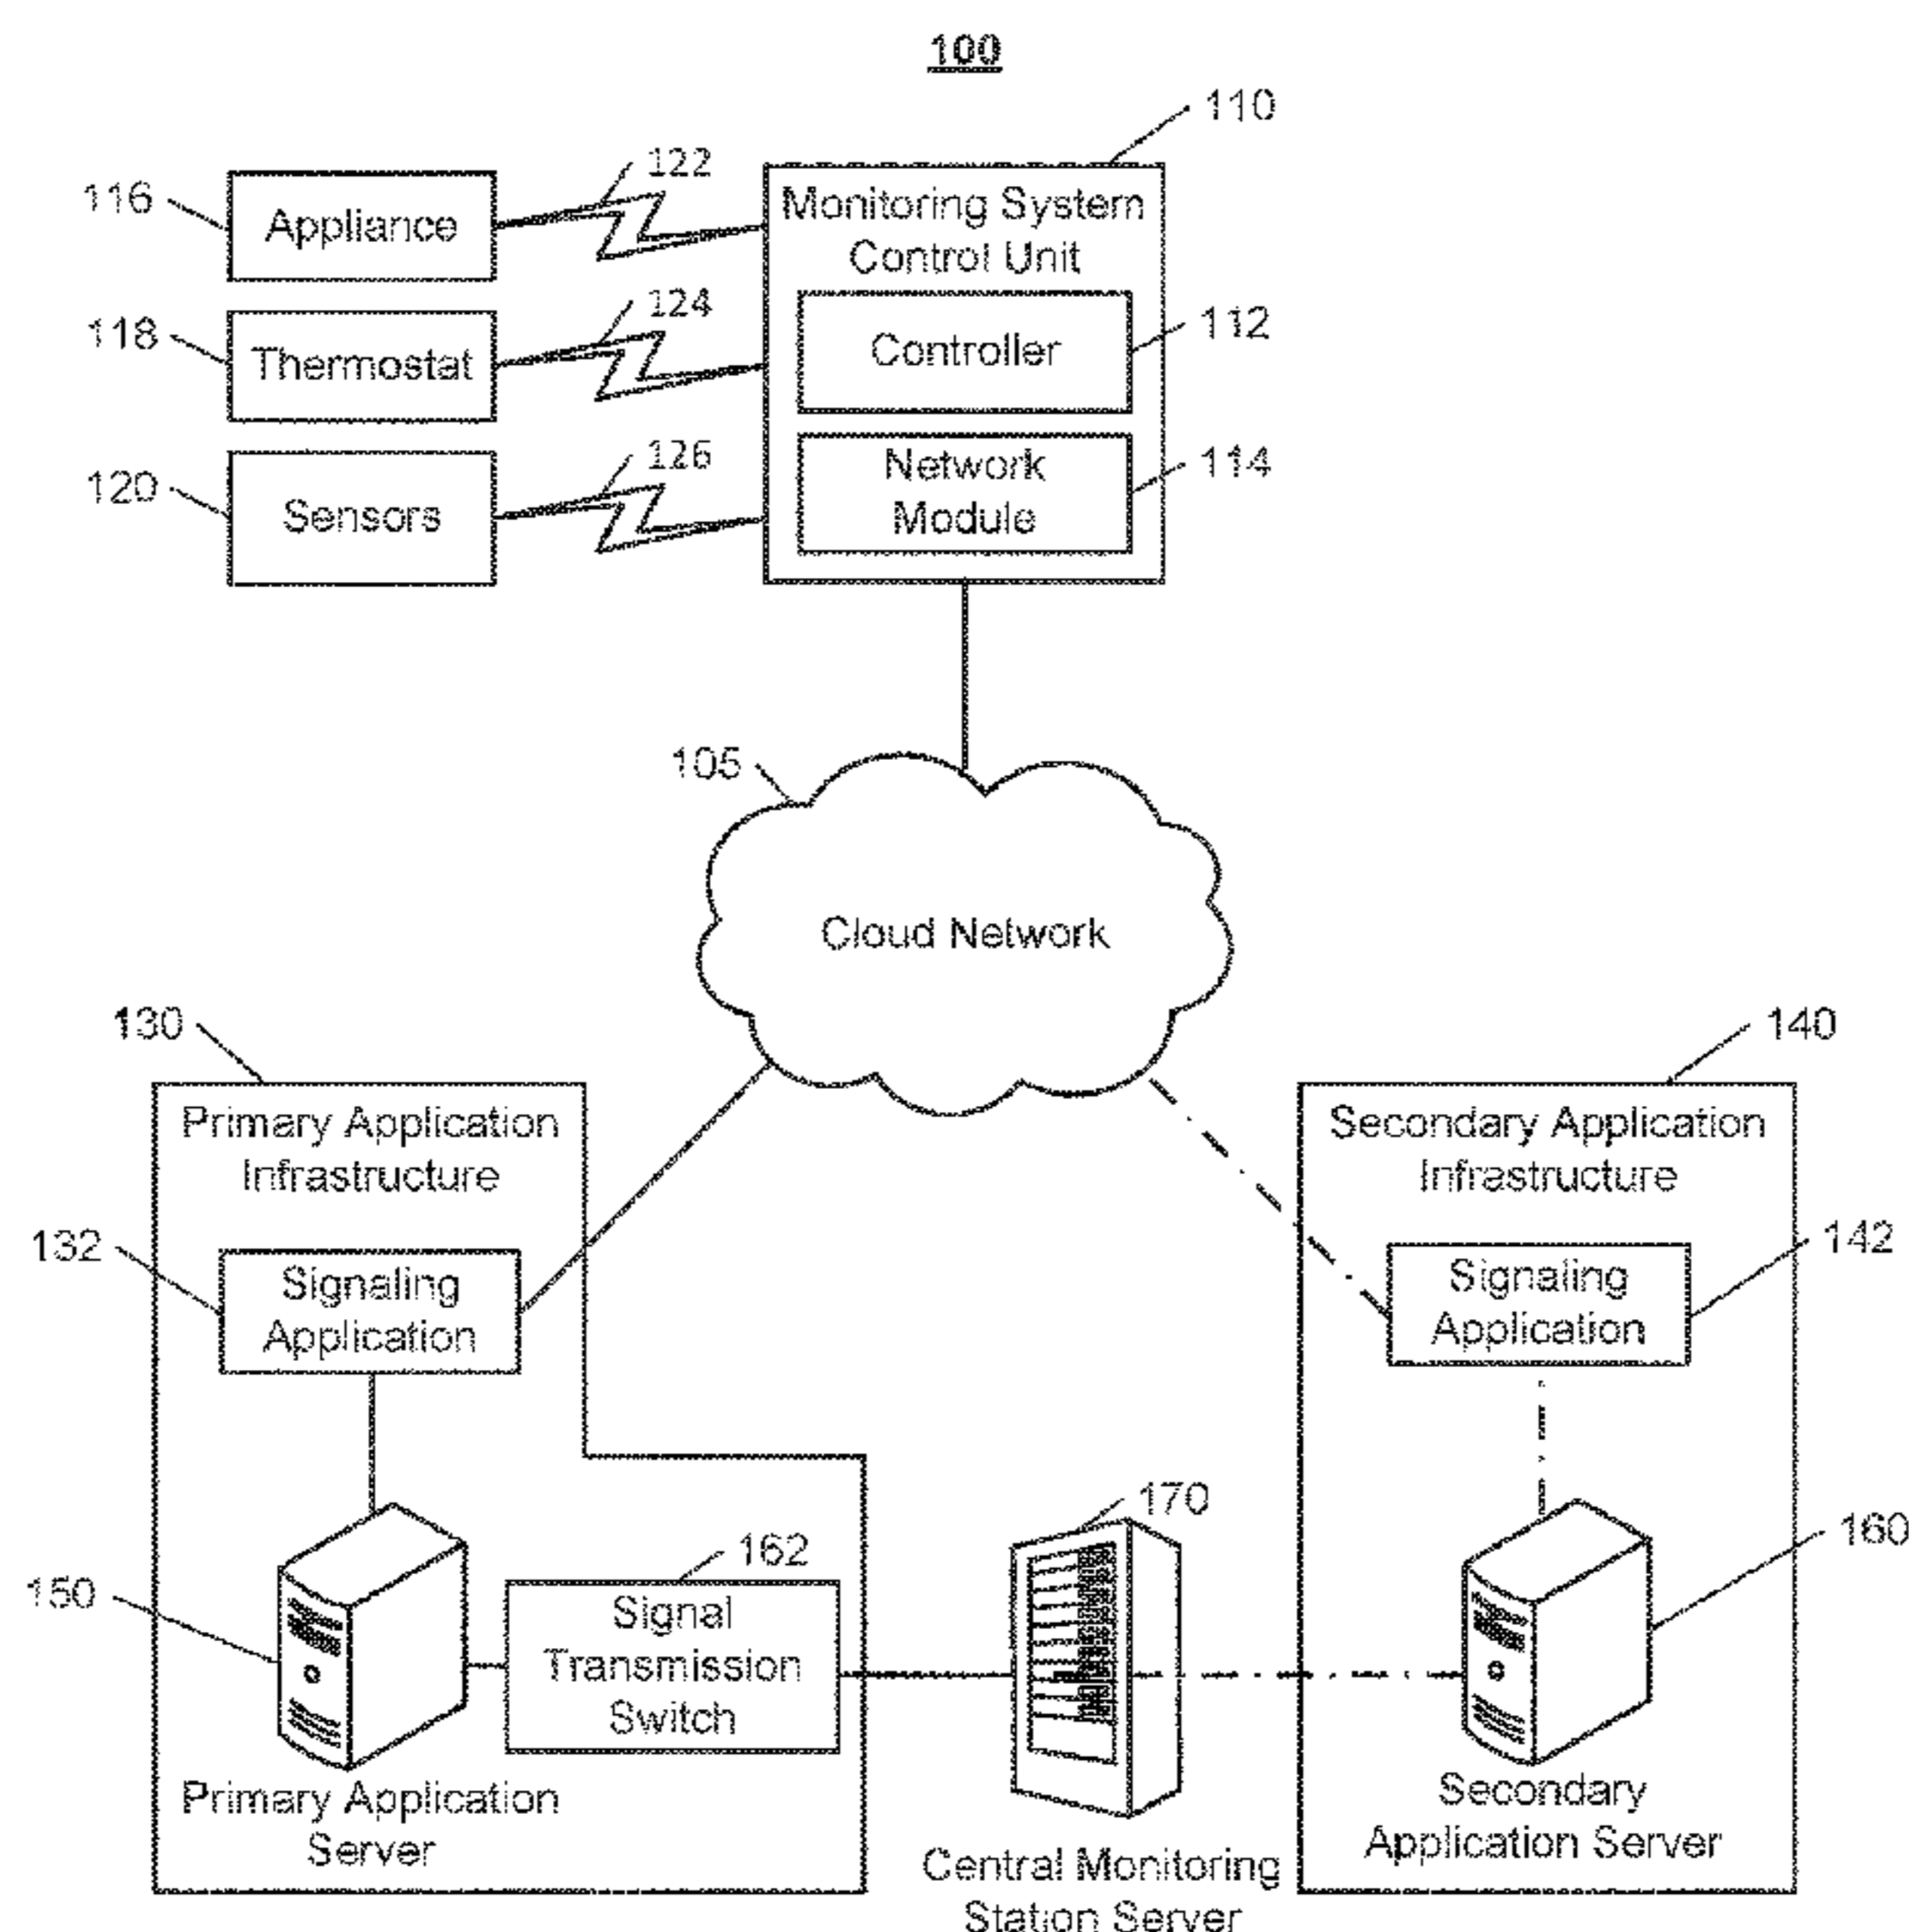 100
110
122
116
Appliance
Monitoring System
Control Unit
124
118
Thermostat
Controller
112
126
120
Sensors
Network
Module
114
105
Cloud Network
130
140
Primary Application
Infrastructure
Secondary Application
Infrastructure
132
Signaling
Application
142
Signaling
Application
170
162
160
150
Signal
Transmission
Switch
Primary Application
Server
Secondary
Application Server
Central Monitoring
Station Server